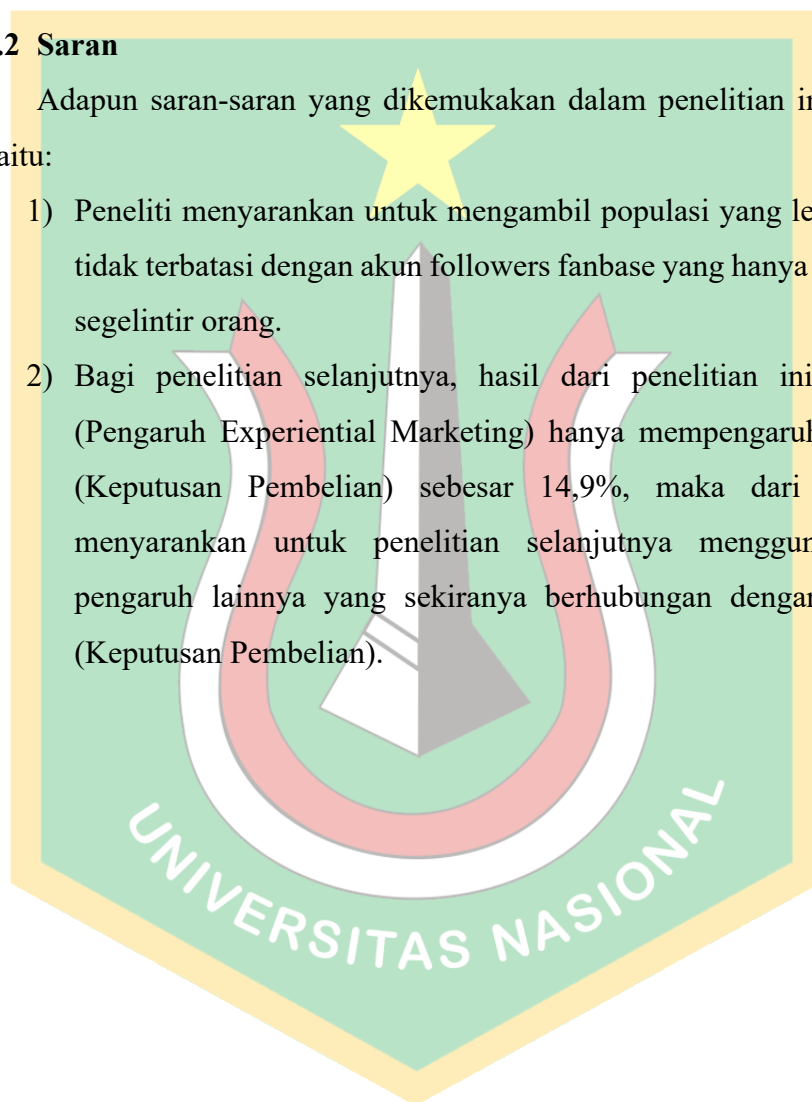 .2 Saran
Adapun saran-saran yang dikemukakan dalam penelitian
aitu:
1) Peneliti menyarankan untuk mengambil populasi yang
tidak terbatasi dengan akun followers fanbase yang hanya
segelintir orang.
2) Bagi penelitian selanjutnya, hasil dari penelitian ini
(Pengaruh Experiential Marketing) hanya mempengaruh
(Keputusan Pembelian) sebesar 14,9%, maka dari
menyarankan untuk penelitian selanjutnya menggun
pengaruh lainnya yang sekiranya berhubungan dengan
(Keputusan Pembelian).
UNIVERSITAS NASIONAL